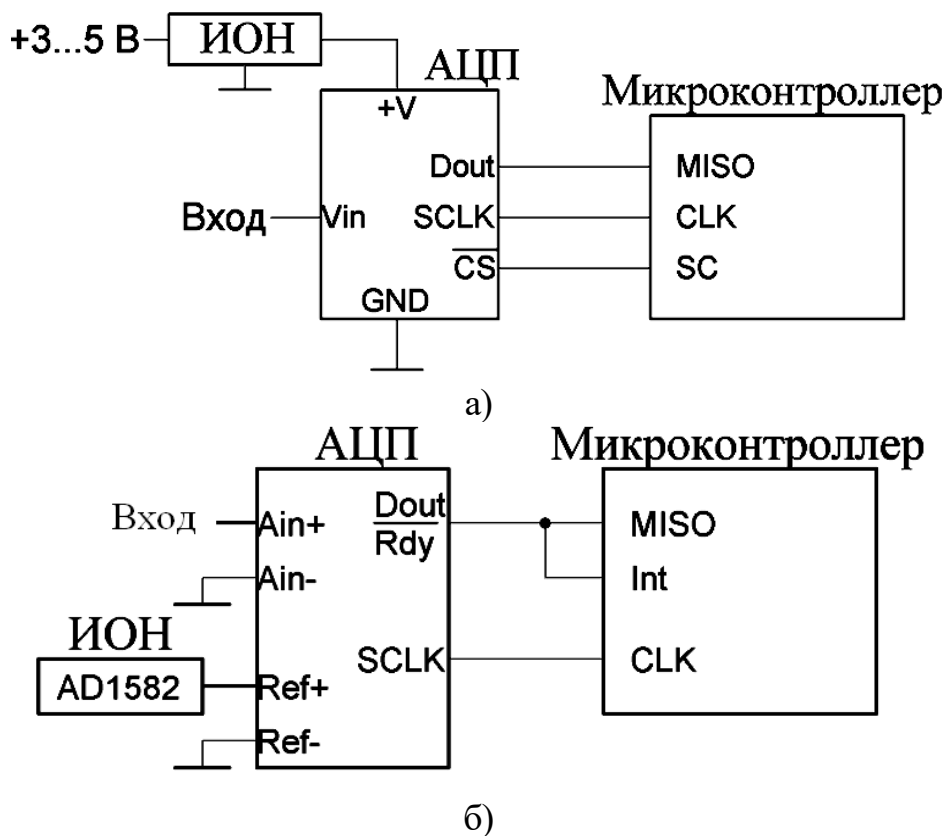 +3...5 В
ИОН
АЦП
Микроконтроллер
+V
Dout
MISO
Вход
Vin
SCLK
CLK
CS
SC
GND
а)
АЦП
Микроконтроллер
Вход
Ain+
Dout
Rdy
MISO
Ain-
Int
ИОН
AD1582
Ref+
SCLK
CLK
Ref-
б)